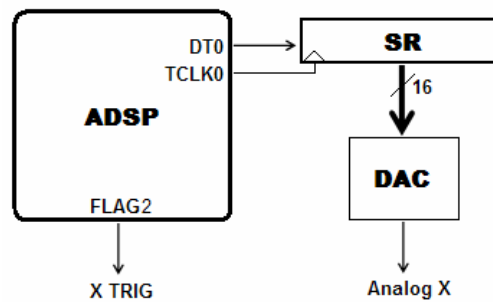 DT0
SR
TCLK0
16
ADSP
DAC
FLAG2
X TRIG
Analog X